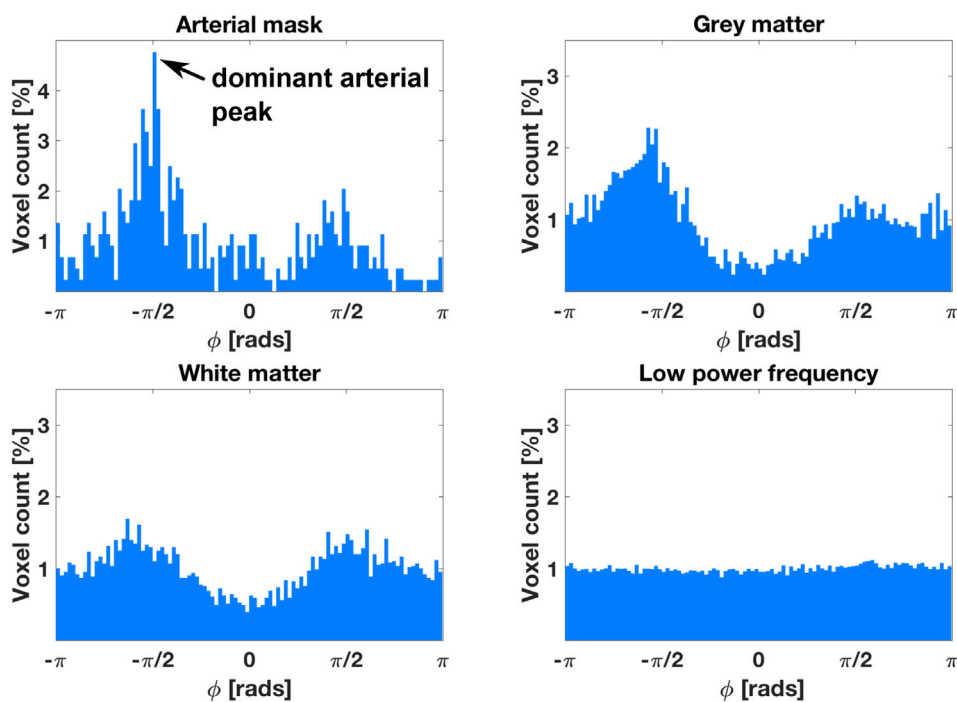 Arterial mask
Voxel count [%]
4
3
2
1
dominant arterial
peak
-π
-π/2
0
π/2
π
ϕ [rads]
Grey matter
Voxel count [%]
3
2
1
-π
-π/2
0
π/2
π
ϕ [rads]
White matter
Voxel count [%]
3
2
1
-π
-π/2
0
π/2
π
ϕ [rads]
Low power frequency
Voxel count [%]
3
2
1
-π
-π/2
0
π/2
π
ϕ [rads]